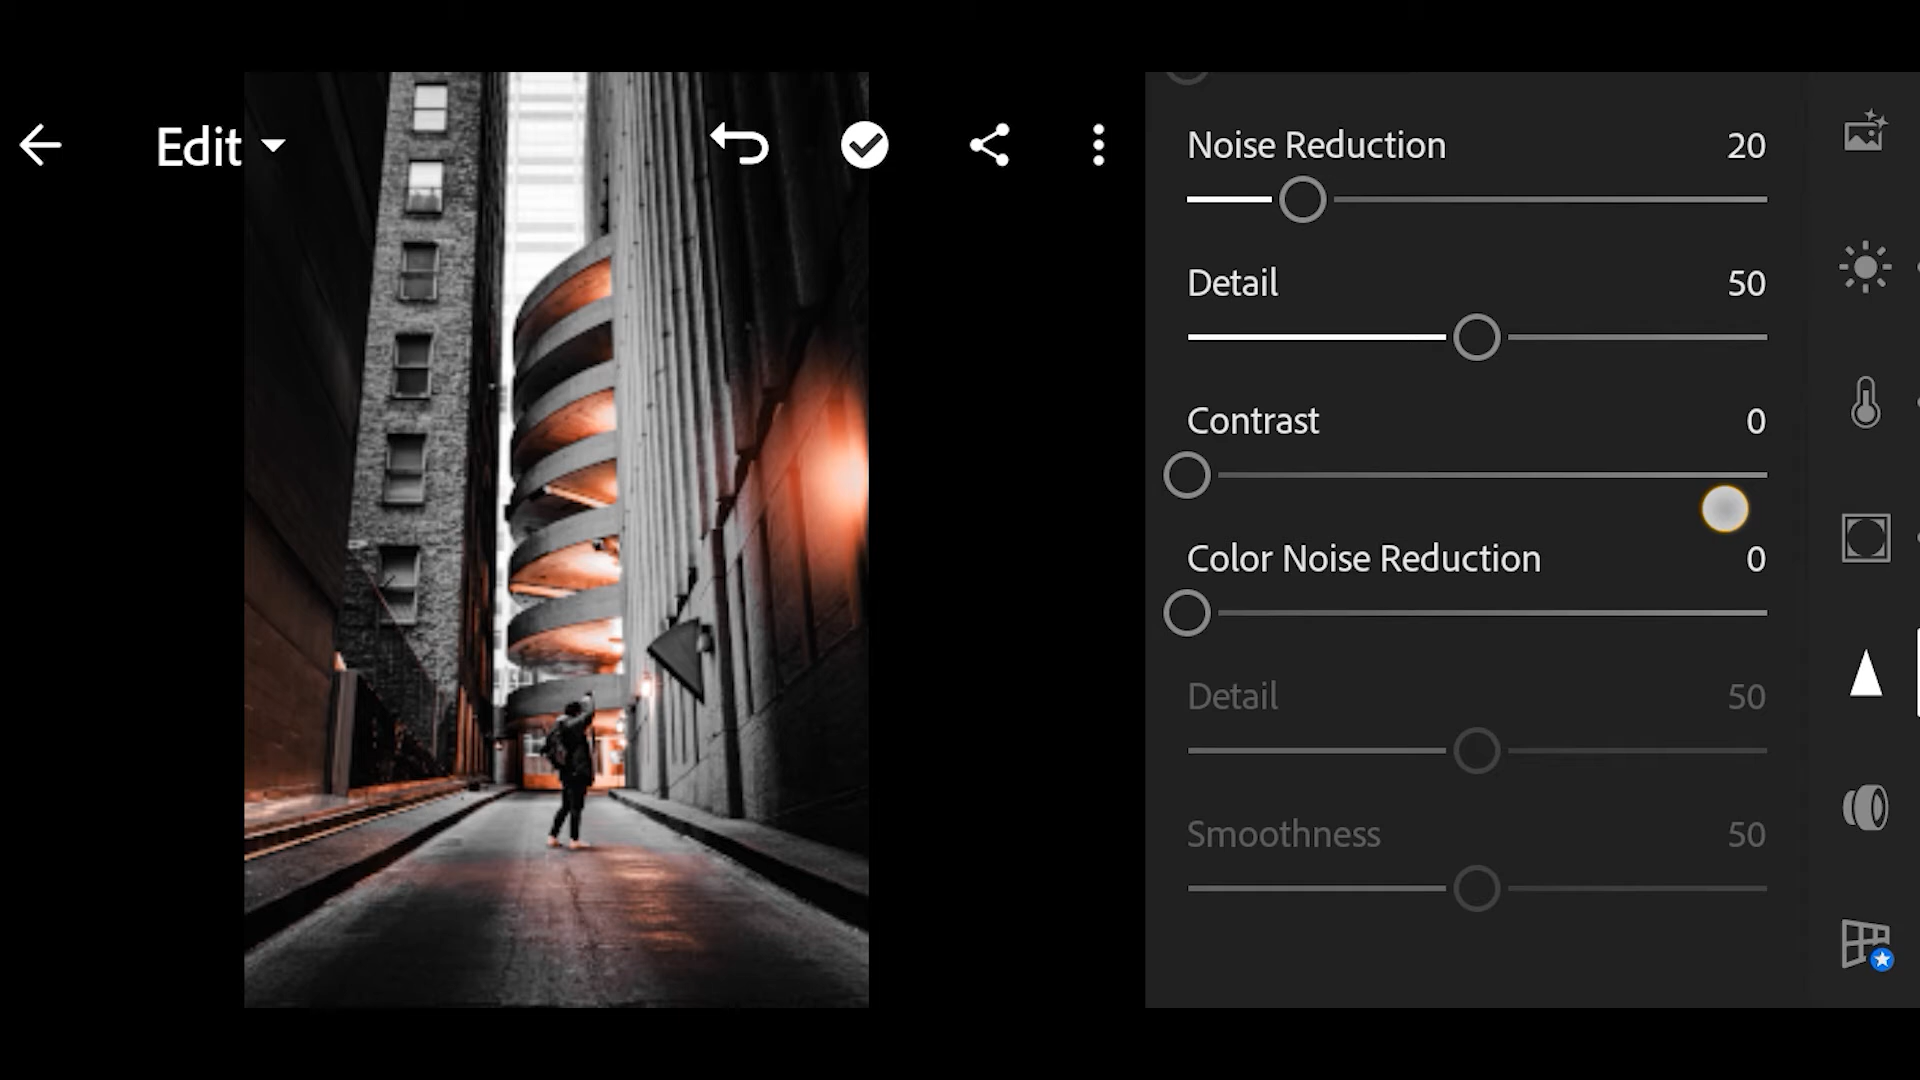 Edit
Noise Reduction 20
Detail 50
Contrast 0
Color Noise Reduction 0
Detail 50
Smoothness 50